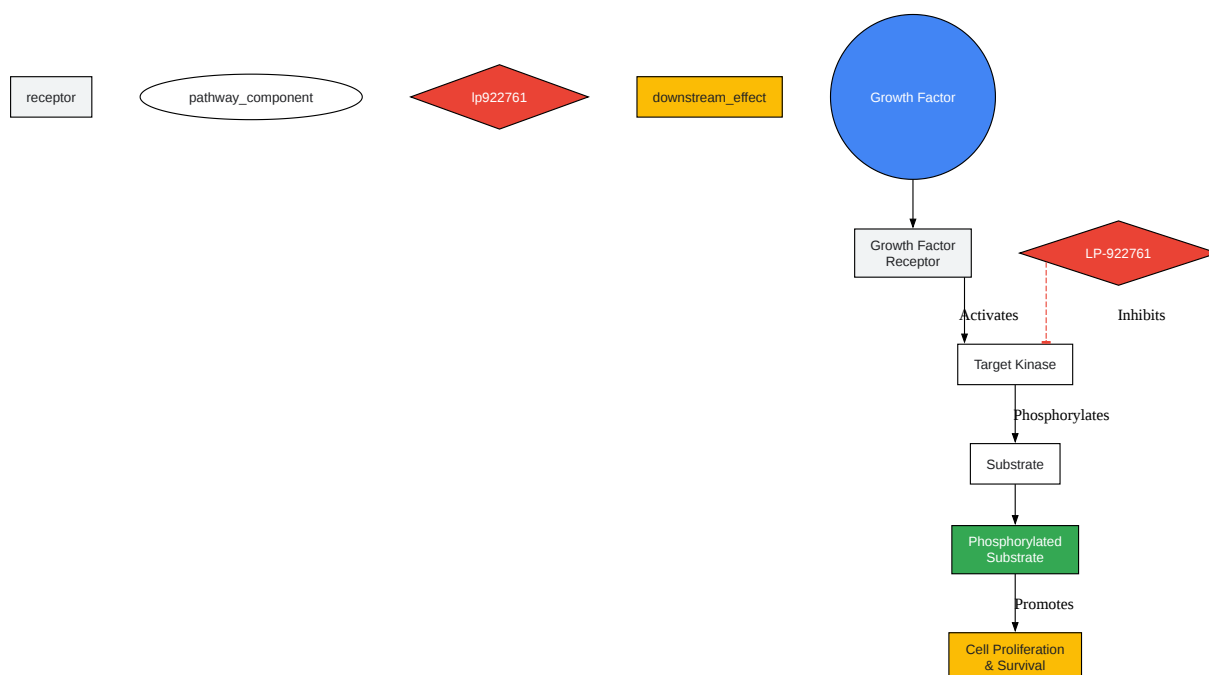 receptor
pathway_component
lp922761
downstream_effect
Growth Factor
Growth Factor
Receptor
LP-922761
Activates
Inhibits
Target Kinase
Phosphorylates
Substrate
Phosphorylated
Substrate
Promotes
Cell Proliferation
& Survival